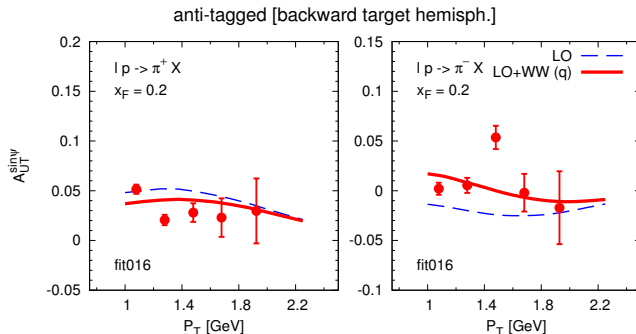 anti-tagged [backward target hemisph.]
0.2
0.15
0.1
0.05
0
-0.05
A_UT^sinψ
l p -> π⁺ X
x_F = 0.2
fit016
1 1.4 1.8 2.2
P_T [GeV]
0.2
0.15
0.1
0.05
0
-0.05
l p -> π⁻ X
x_F = 0.2
LO
LO+WW (q)
fit016
1 1.4 1.8 2.2
P_T [GeV]